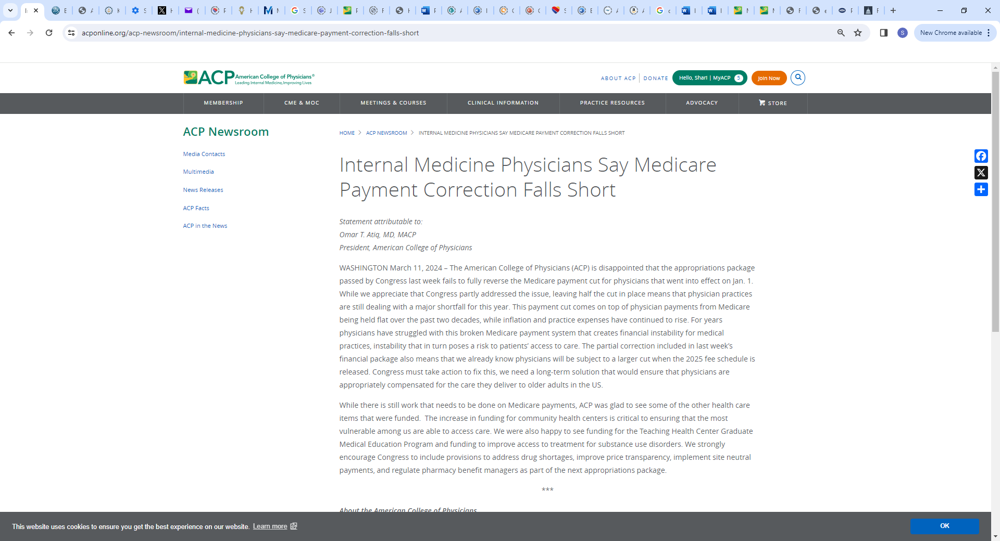 acponline.org/acp-newsroom/internal-medicine-physicians-say-medicare-payment-correction-falls-short
S
New Chrome available
ACP American College of Physicians®
Leading Internal Medicine, Improving Lives
ABOUT ACP
DONATE
Hello, Shari | MyACP 5
Join Now
MEMBERSHIP
CME & MOC
MEETINGS & COURSES
CLINICAL INFORMATION
PRACTICE RESOURCES
ADVOCACY
STORE
ACP Newsroom
Media Contacts
Multimedia
News Releases
ACP Facts
ACP in the News
HOME > ACP NEWSROOM > INTERNAL MEDICINE PHYSICIANS SAY MEDICARE PAYMENT CORRECTION FALLS SHORT
Internal Medicine Physicians Say Medicare
Payment Correction Falls Short
Statement attributable to:
Omar T. Atiq, MD, MACP
President, American College of Physicians
WASHINGTON March 11, 2024 – The American College of Physicians (ACP) is disappointed that the appropriations package
passed by Congress last week fails to fully reverse the Medicare payment cut for physicians that went into effect on Jan. 1.
While we appreciate that Congress partly addressed the issue, leaving half the cut in place means that physician practices
are still dealing with a major shortfall for this year. This payment cut comes on top of physician payments from Medicare
being held flat over the past two decades, while inflation and practice expenses have continued to rise. For years
physicians have struggled with this broken Medicare payment system that creates financial instability for medical
practices, instability that in turn poses a risk to patients’ access to care. The partial correction included in last week’s
financial package also means that we already know physicians will be subject to a larger cut when the 2025 fee schedule is
released. Congress must take action to fix this, we need a long-term solution that would ensure that physicians are
appropriately compensated for the care they deliver to older adults in the US.
While there is still work that needs to be done on Medicare payments, ACP was glad to see some of the other health care
items that were funded.  The increase in funding for community health centers is critical to ensuring that the most
vulnerable among us are able to access care. We were also happy to see funding for the Teaching Health Center Graduate
Medical Education Program and funding to improve access to treatment for substance use disorders. We strongly
encourage Congress to include provisions to address drug shortages, improve price transparency, implement site neutral
payments, and regulate pharmacy benefit managers as part of the next appropriations package.
***
About the American College of Physicians
This website uses cookies to ensure you get the best experience on our website. Learn more
OK